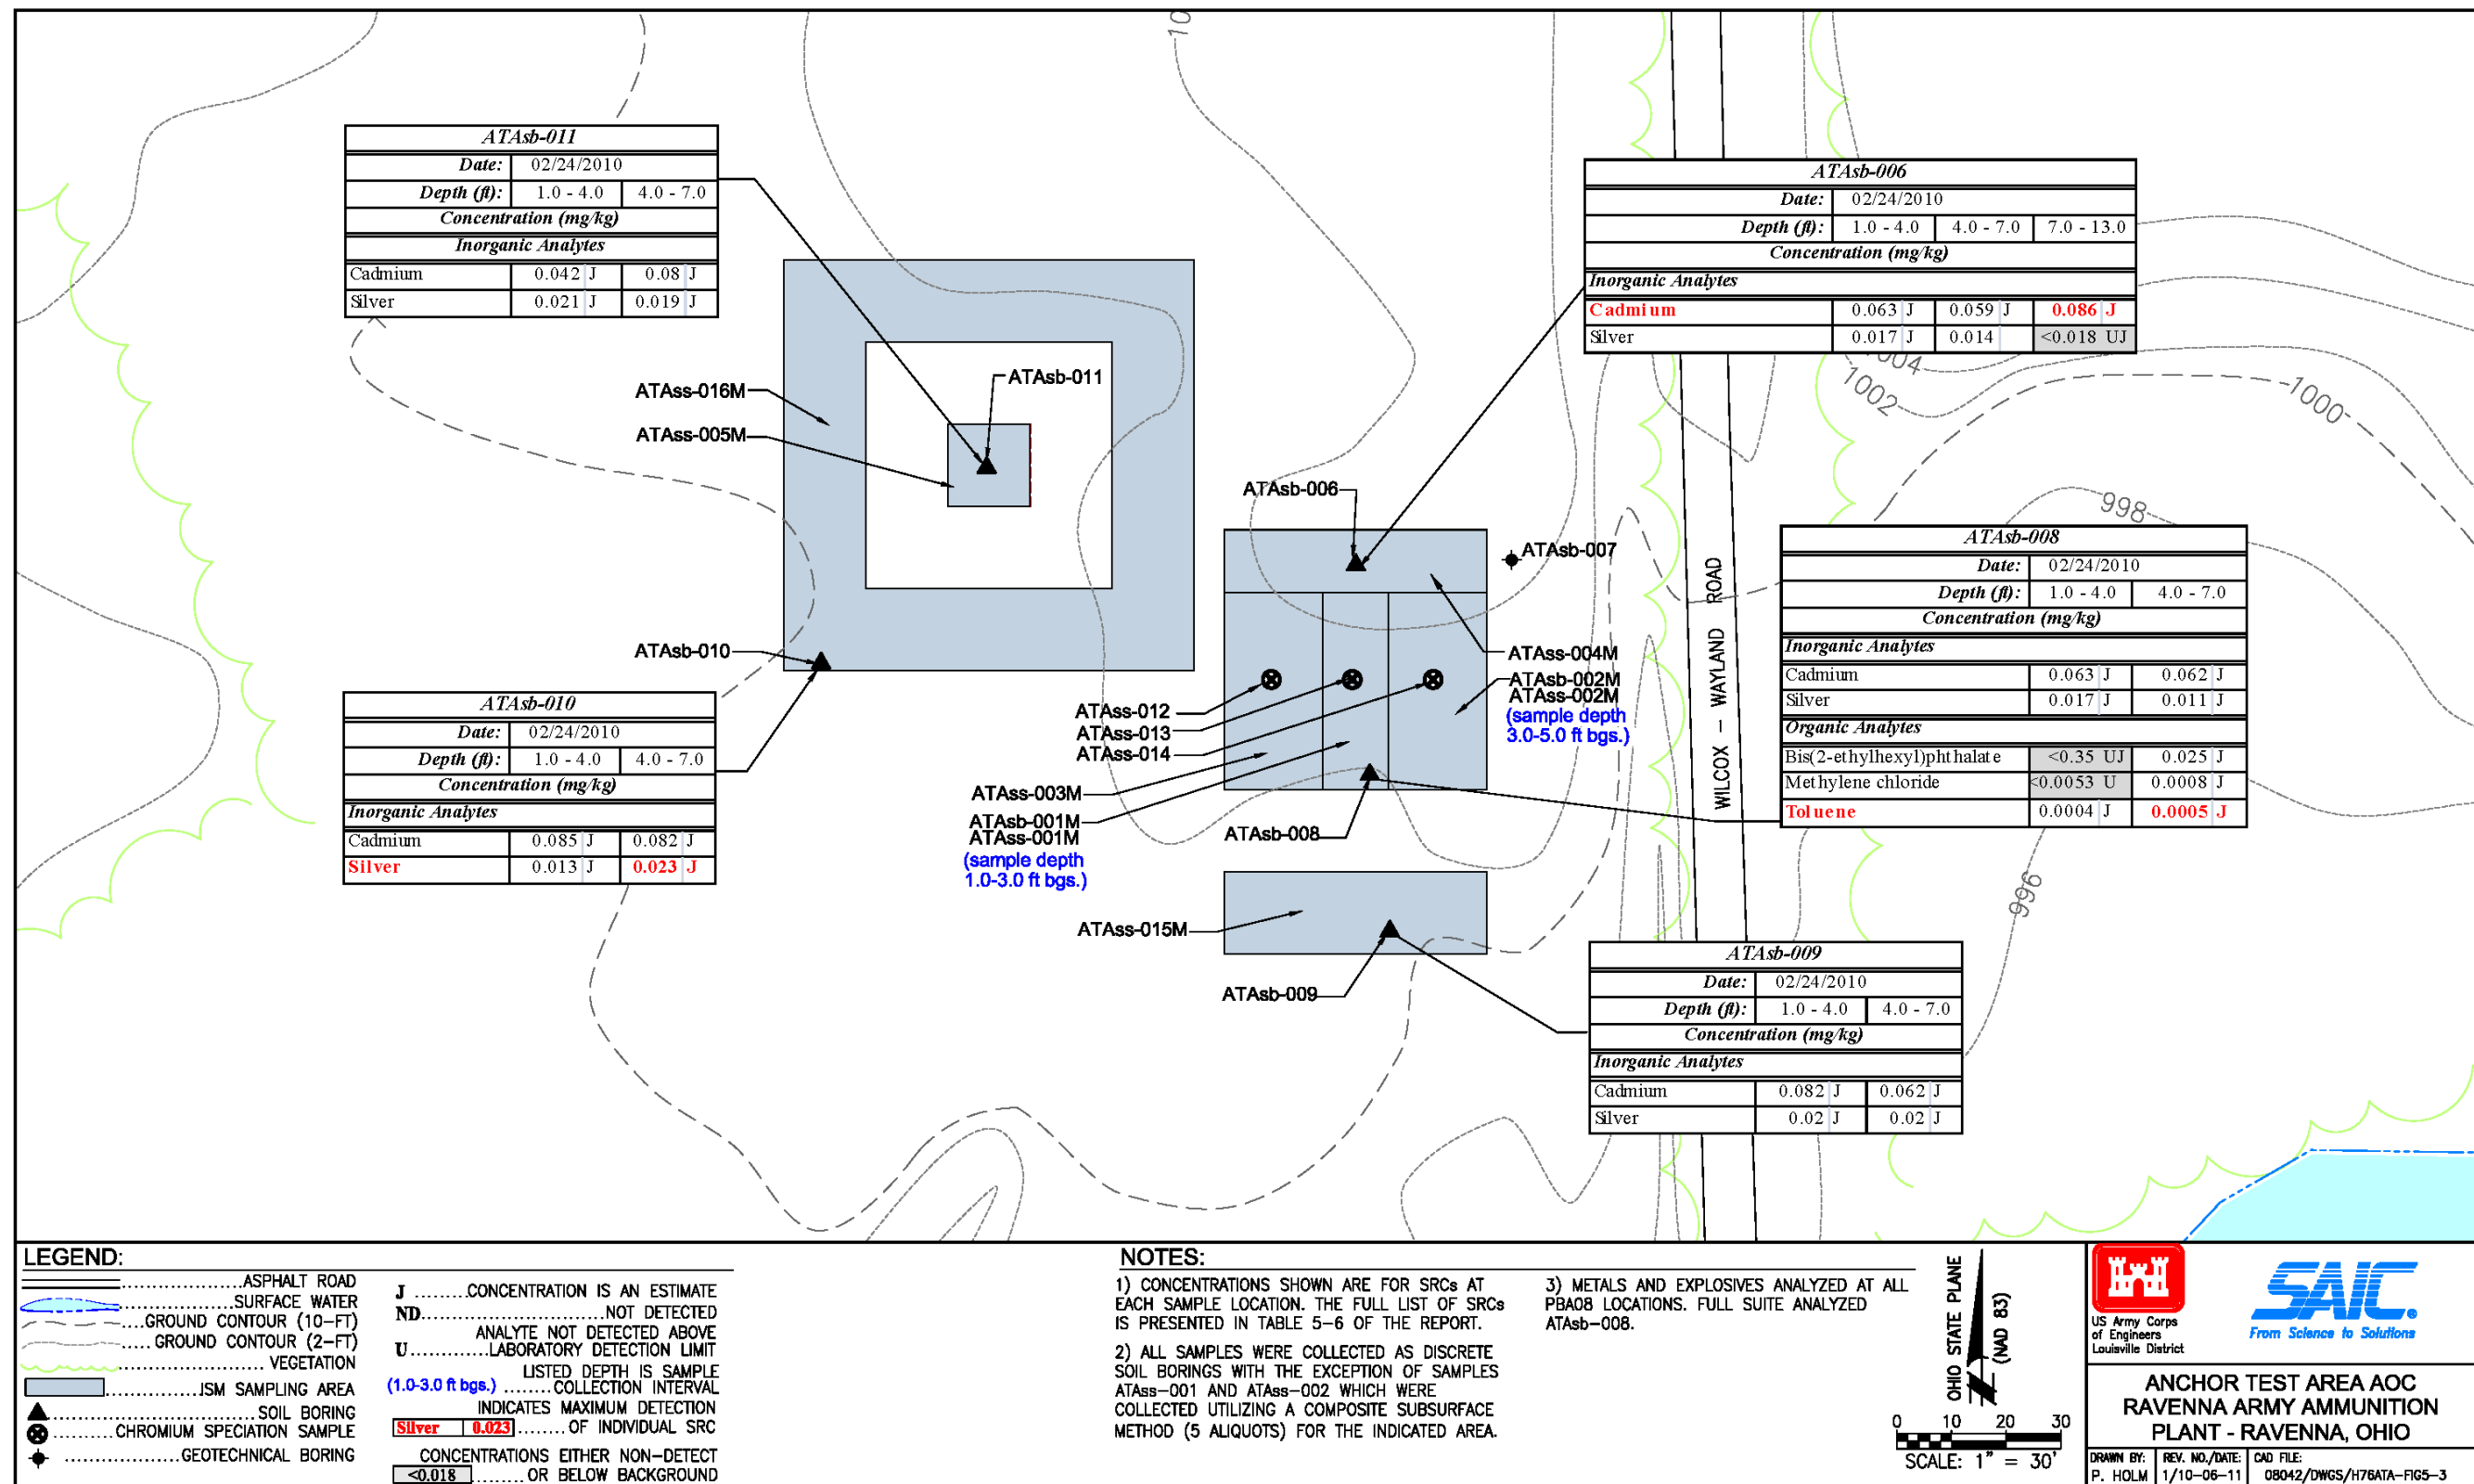 10
ATAsb-011
Date: 02/24/2010
Depth (ft): 1.0 - 4.0 4.0 - 7.0
Concentration (mg/kg)
Inorganic Analytes
Cadmium 0.042 J 0.08 J
Silver 0.021 J 0.019 J
ATAsb-006
Date: 02/24/2010
Depth (ft): 1.0 - 4.0 4.0 - 7.0 7.0 - 13.0
Concentration (mg/kg)
Inorganic Analytes
Cadmium 0.063 J 0.059 J 0.086 J
Silver 0.017 J 0.014 <0.018 UJ
1004
1002
1000
998
996
ATAss-016M
ATAsb-011
ATAss-005M
ATAsb-006
ATAsb-007
WILCOX - WAYLAND ROAD
ATAsb-008
Date: 02/24/2010
Depth (ft): 1.0 - 4.0 4.0 - 7.0
Concentration (mg/kg)
Inorganic Analytes
Cadmium 0.063 J 0.062 J
Silver 0.017 J 0.011 J
Organic Analytes
Bis(2-ethylhexyl)phthalate <0.35 UJ 0.025 J
Methylene chloride <0.0053 U 0.0008 J
Toluene 0.0004 J 0.0005 J
ATAsb-010
ATAss-004M
ATAsb-002M
ATAss-002M
(sample depth
3.0-5.0 ft bgs.)
ATAss-012
ATAss-013
ATAss-014
ATAss-003M
ATAsb-001M
ATAss-001M
(sample depth
1.0-3.0 ft bgs.)
ATAsb-008
ATAsb-010
Date: 02/24/2010
Depth (ft): 1.0 - 4.0 4.0 - 7.0
Concentration (mg/kg)
Inorganic Analytes
Cadmium 0.085 J 0.082 J
Silver 0.013 J 0.023 J
ATAss-015M
ATAsb-009
ATAsb-009
Date: 02/24/2010
Depth (ft): 1.0 - 4.0 4.0 - 7.0
Concentration (mg/kg)
Inorganic Analytes
Cadmium 0.082 J 0.062 J
Silver 0.02 J 0.02 J
LEGEND:
ASPHALT ROAD
SURFACE WATER
GROUND CONTOUR (10-FT)
GROUND CONTOUR (2-FT)
VEGETATION
ISM SAMPLING AREA
SOIL BORING
CHROMIUM SPECIATION SAMPLE
GEOTECHNICAL BORING
J ........CONCENTRATION IS AN ESTIMATE
ND........NOT DETECTED
ANALYTE NOT DETECTED ABOVE
U........LABORATORY DETECTION LIMIT
LISTED DEPTH IS SAMPLE
(1.0-3.0 ft bgs.) ........COLLECTION INTERVAL
INDICATES MAXIMUM DETECTION
Silver 0.023 ........OF INDIVIDUAL SRC
CONCENTRATIONS EITHER NON-DETECT
<0.018 ........OR BELOW BACKGROUND
NOTES:
1) CONCENTRATIONS SHOWN ARE FOR SRCs AT
EACH SAMPLE LOCATION. THE FULL LIST OF SRCs
IS PRESENTED IN TABLE 5-6 OF THE REPORT.
2) ALL SAMPLES WERE COLLECTED AS DISCRETE
SOIL BORINGS WITH THE EXCEPTION OF SAMPLES
ATAss-001 AND ATAss-002 WHICH WERE
COLLECTED UTILIZING A COMPOSITE SUBSURFACE
METHOD (5 ALIQUOTS) FOR THE INDICATED AREA.
3) METALS AND EXPLOSIVES ANALYZED AT ALL
PBA08 LOCATIONS. FULL SUITE ANALYZED
ATAsb-008.
OHIO STATE PLANE
(NAD 83)
0 10 20 30
SCALE: 1" = 30'
US Army Corps
of Engineers
Louisville District
SAIC
From Science to Solutions
ANCHOR TEST AREA AOC
RAVENNA ARMY AMMUNITION
PLANT - RAVENNA, OHIO
DRAWN BY: REV. NO./DATE: CAD FILE:
P. HOLM 1/10-06-11 08042/DWGS/H76ATA-FIG5-3